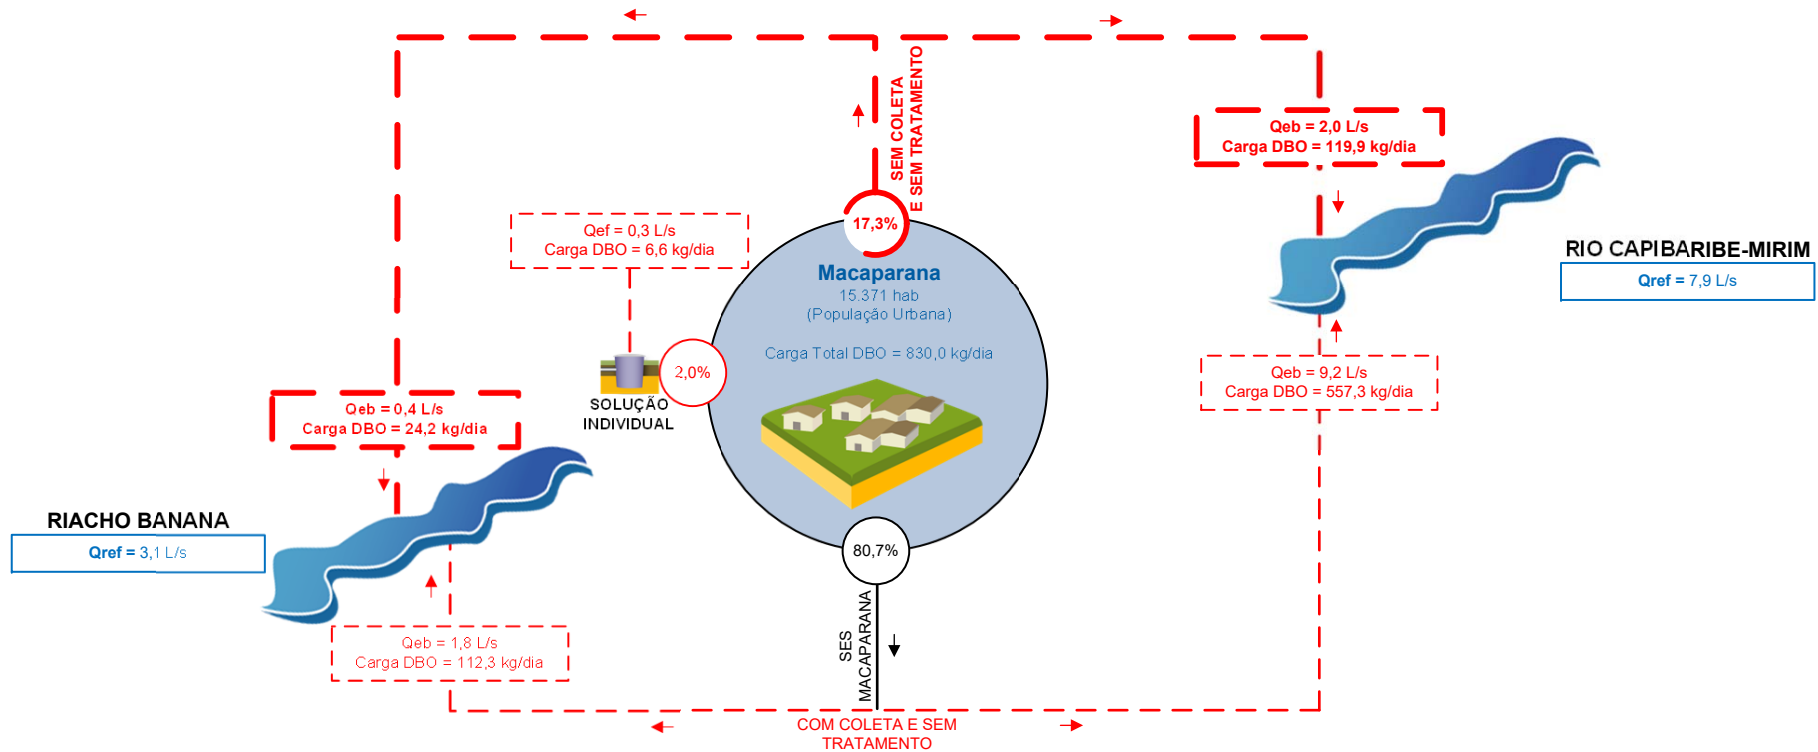 SEM COLETA
E SEM TRATAMENTO
Qeb = 2,0 L/s
Carga DBO = 119,9 kg/dia
17,3%
Qef = 0,3 L/s
Carga DBO = 6,6 kg/dia
Macaparana
15.371 hab
(População Urbana)
Carga Total DBO = 830,0 kg/dia
RIO CAPIBARIBE-MIRIM
Qref = 7,9 L/s
2,0%
SOLUÇÃO
INDIVIDUAL
Qeb = 9,2 L/s
Carga DBO = 557,3 kg/dia
Qeb = 0,4 L/s
Carga DBO = 24,2 kg/dia
RIACHO BANANA
Qref = 3,1 L/s
80,7%
SES
MACAPARANA
Qeb = 1,8 L/s
Carga DBO = 112,3 kg/dia
COM COLETA E SEM
TRATAMENTO